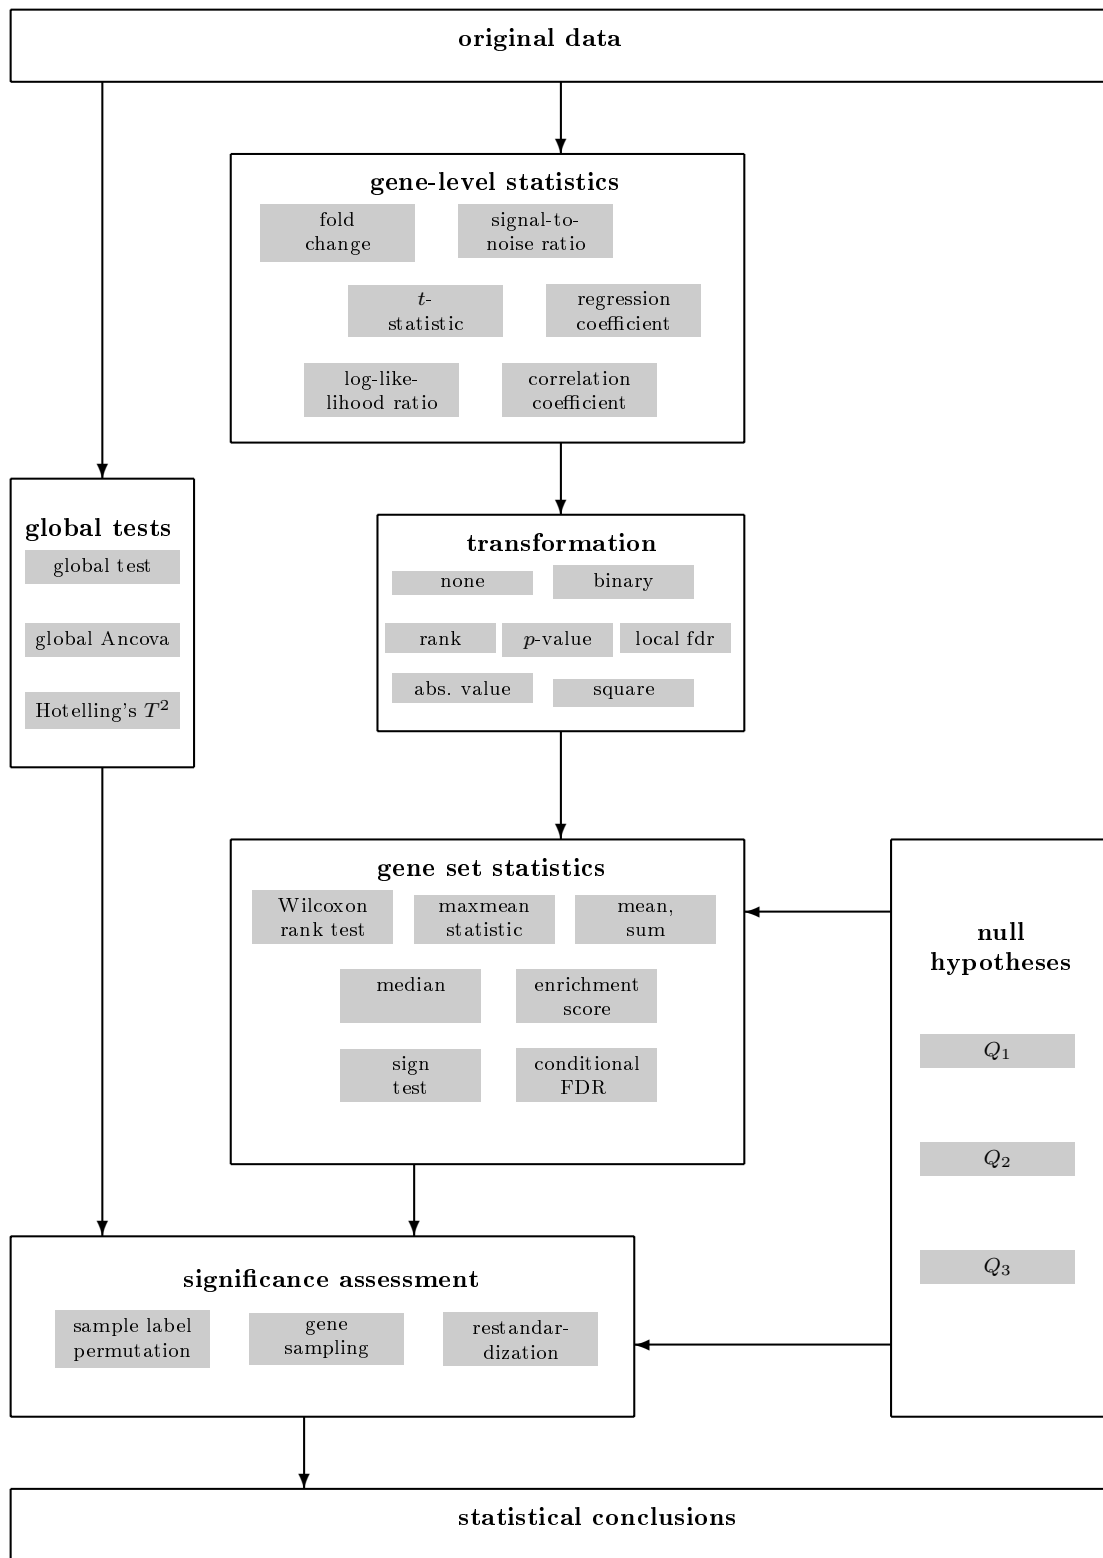 original data
gene-level statistics
fold
change
signal-to-
noise ratio
t-
statistic
regression
coefficient
log-like-
lihood ratio
correlation
coefficient
global tests
global test
global Ancova
Hotelling's T²
transformation
none
binary
rank
p-value
local fdr
abs. value
square
gene set statistics
Wilcoxon
rank test
maxmean
statistic
mean,
sum
median
enrichment
score
sign
test
conditional
FDR
null
hypotheses
Q₁
Q₂
Q₃
significance assessment
sample label
permutation
gene
sampling
restandar-
dization
statistical conclusions